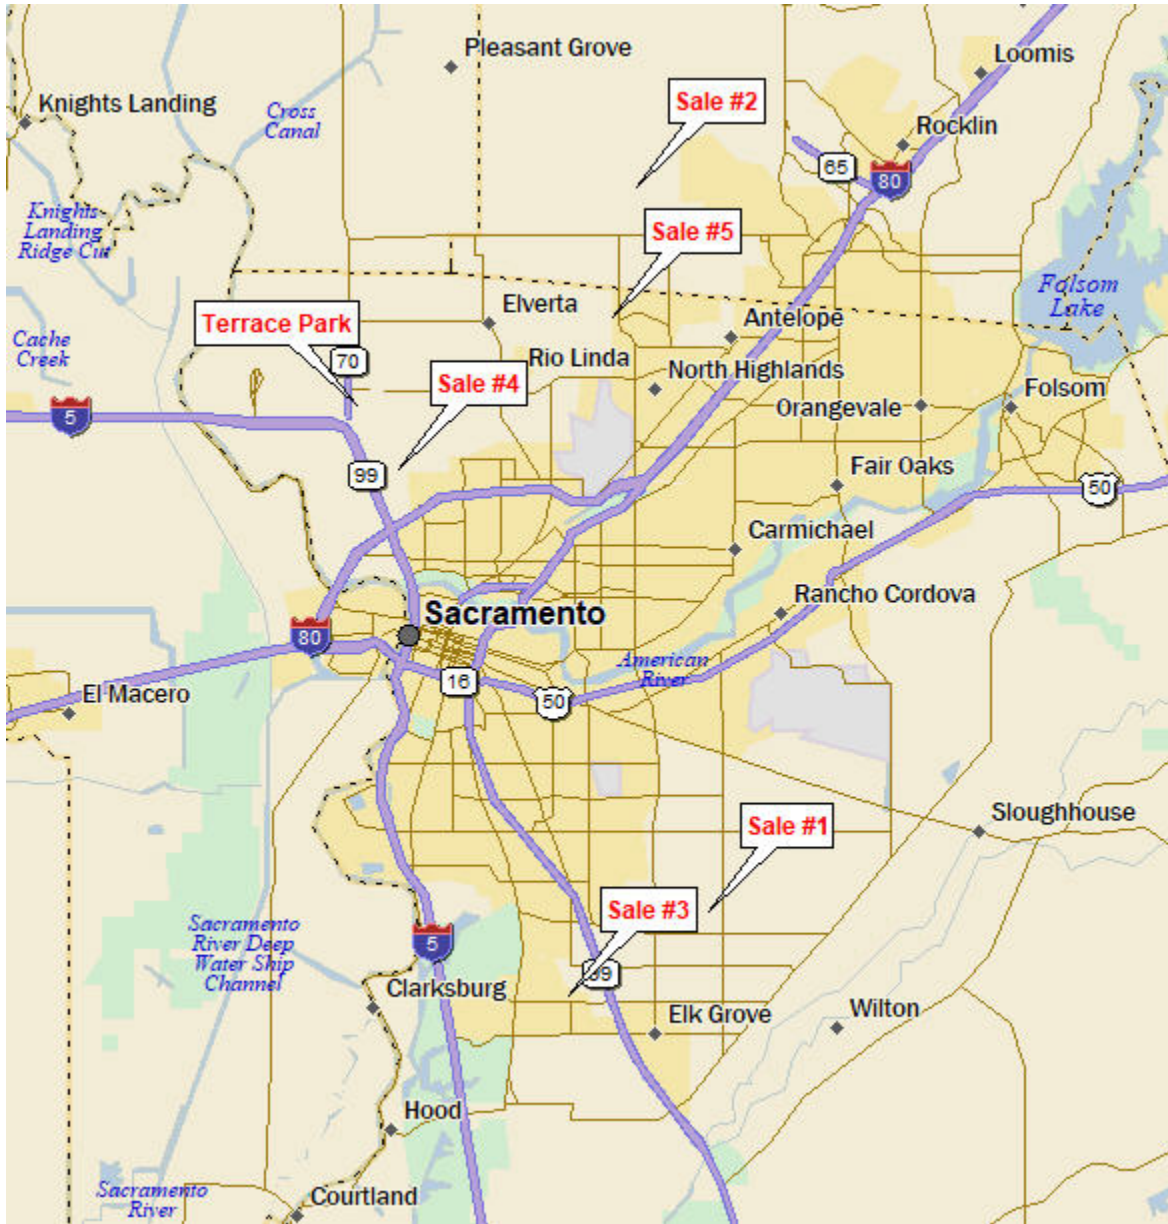 Pleasant Grove
Loomis
Knights Landing
Sale #2
Cross
Canal
Rocklin
65
80
Knights
Landing
Ridge Cut
Sale #5
Folsom
Lake
Elverta
Terrace Park
Antelope
Cache
Creek
70
Rio Linda
North Highlands
Sale #4
Folsom
Orangevale
5
99
Fair Oaks
50
Carmichael
Rancho Cordova
Sacramento
80
American
River
16
El Macero
50
Sloughhouse
Sale #1
Sale #3
Sacramento
River Deep
Water Ship
Channel
5
99
Clarksburg
Elk Grove
Wilton
Hood
Sacramento
River
Courtland